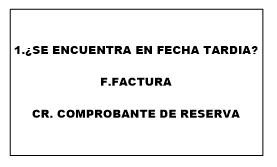 1.¿SE ENCUENTRA EN FECHA TARDIA?
F.FACTURA
CR. COMPROBANTE DE RESERVA